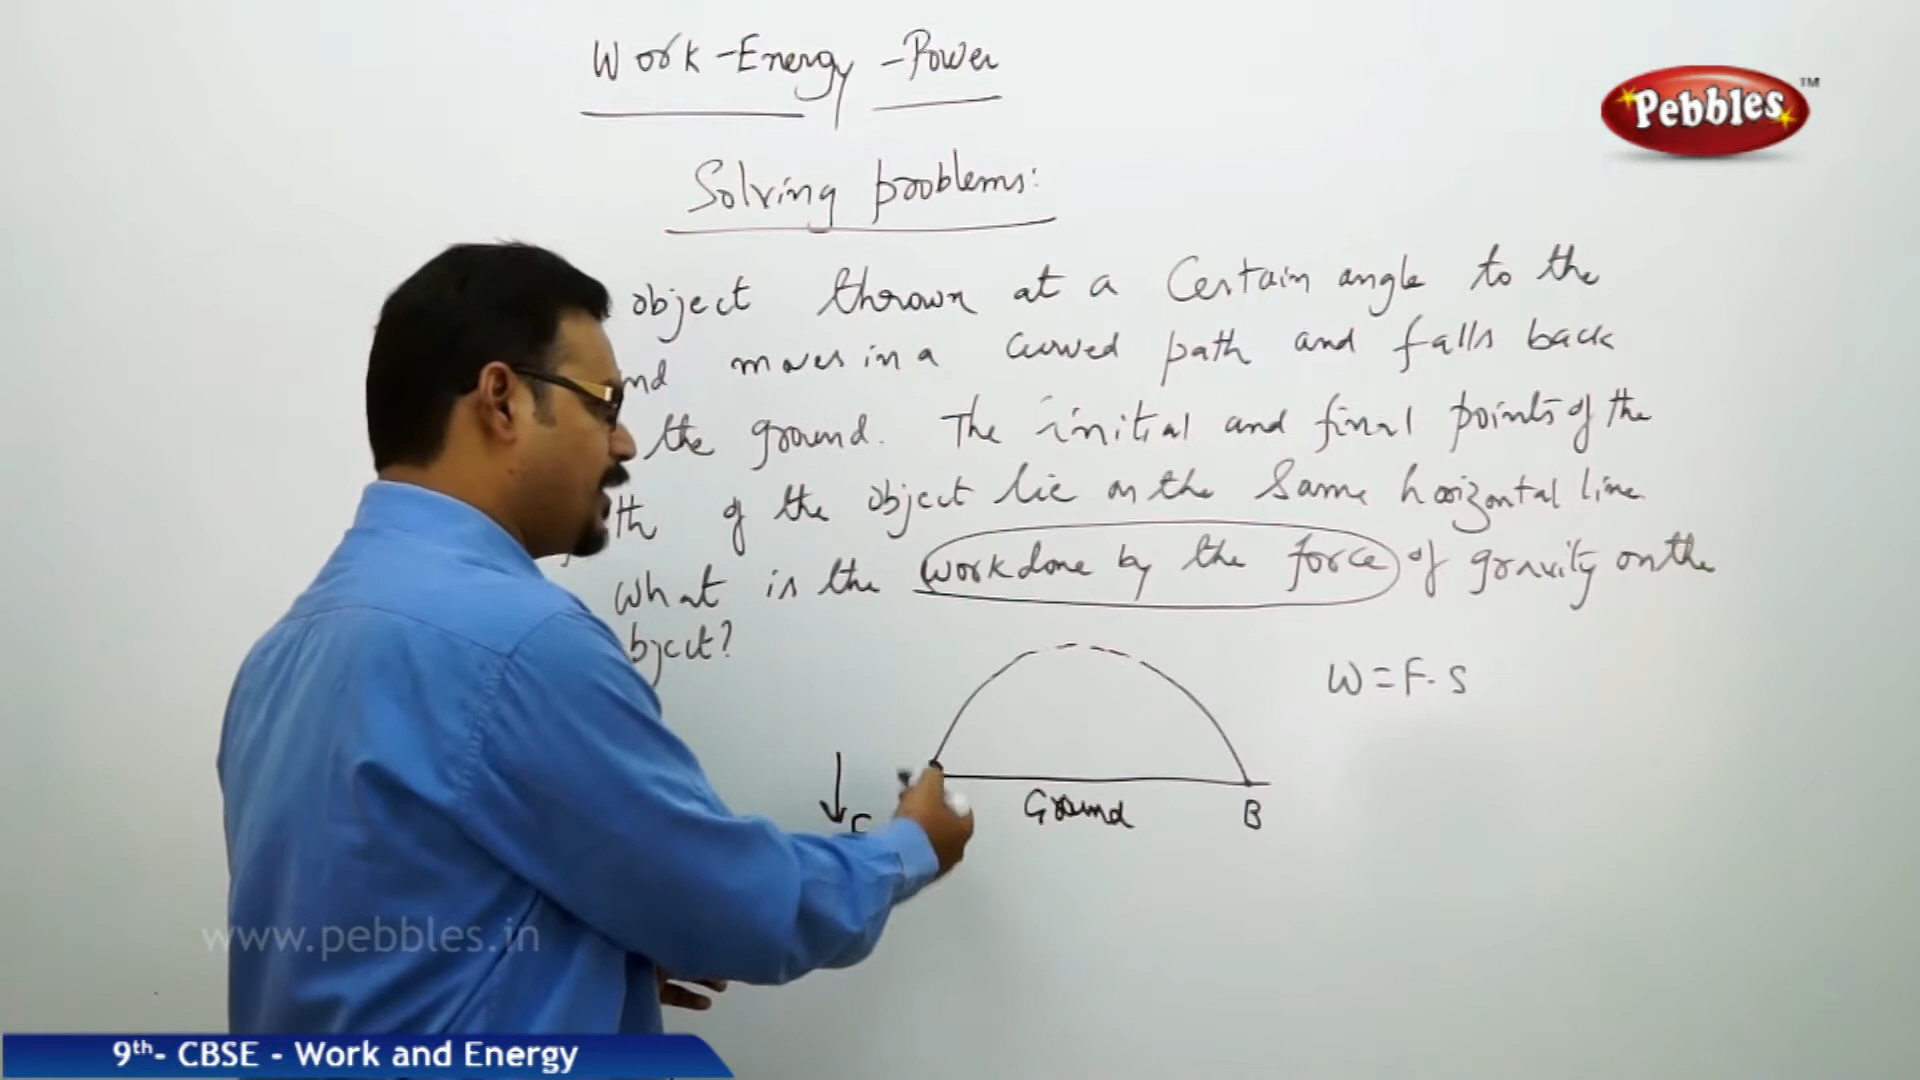 Work-Energy-Power
Pebbles™
Solving problems:
object thrown at a Certain angle to the
moves in a curved path and falls back
the ground. The initial and final points of the
of the object lie on the same horizontal line.
What is the workdone by the force of gravity on the
bject?
W=F.S
Ground
B
www.pebbles.in
9th- CBSE - Work and Energy